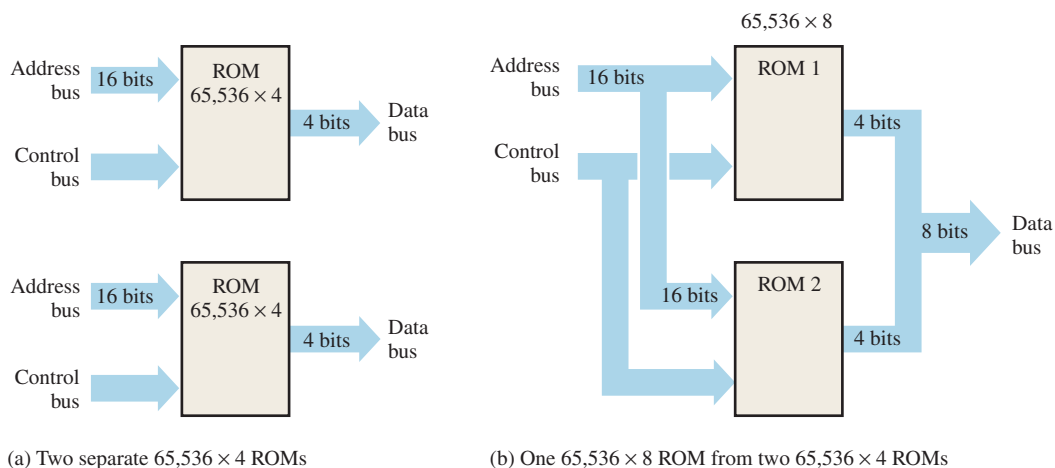 Address
bus
16 bits
ROM
65,536 × 4
4 bits
Data
bus
Control
bus
Address
bus
16 bits
ROM
65,536 × 4
4 bits
Data
bus
Control
bus
(a) Two separate 65,536 × 4 ROMs
65,536 × 8
Address
bus
16 bits
ROM 1
4 bits
Control
bus
8 bits
Data
bus
16 bits
ROM 2
4 bits
(b) One 65,536 × 8 ROM from two 65,536 × 4 ROMs